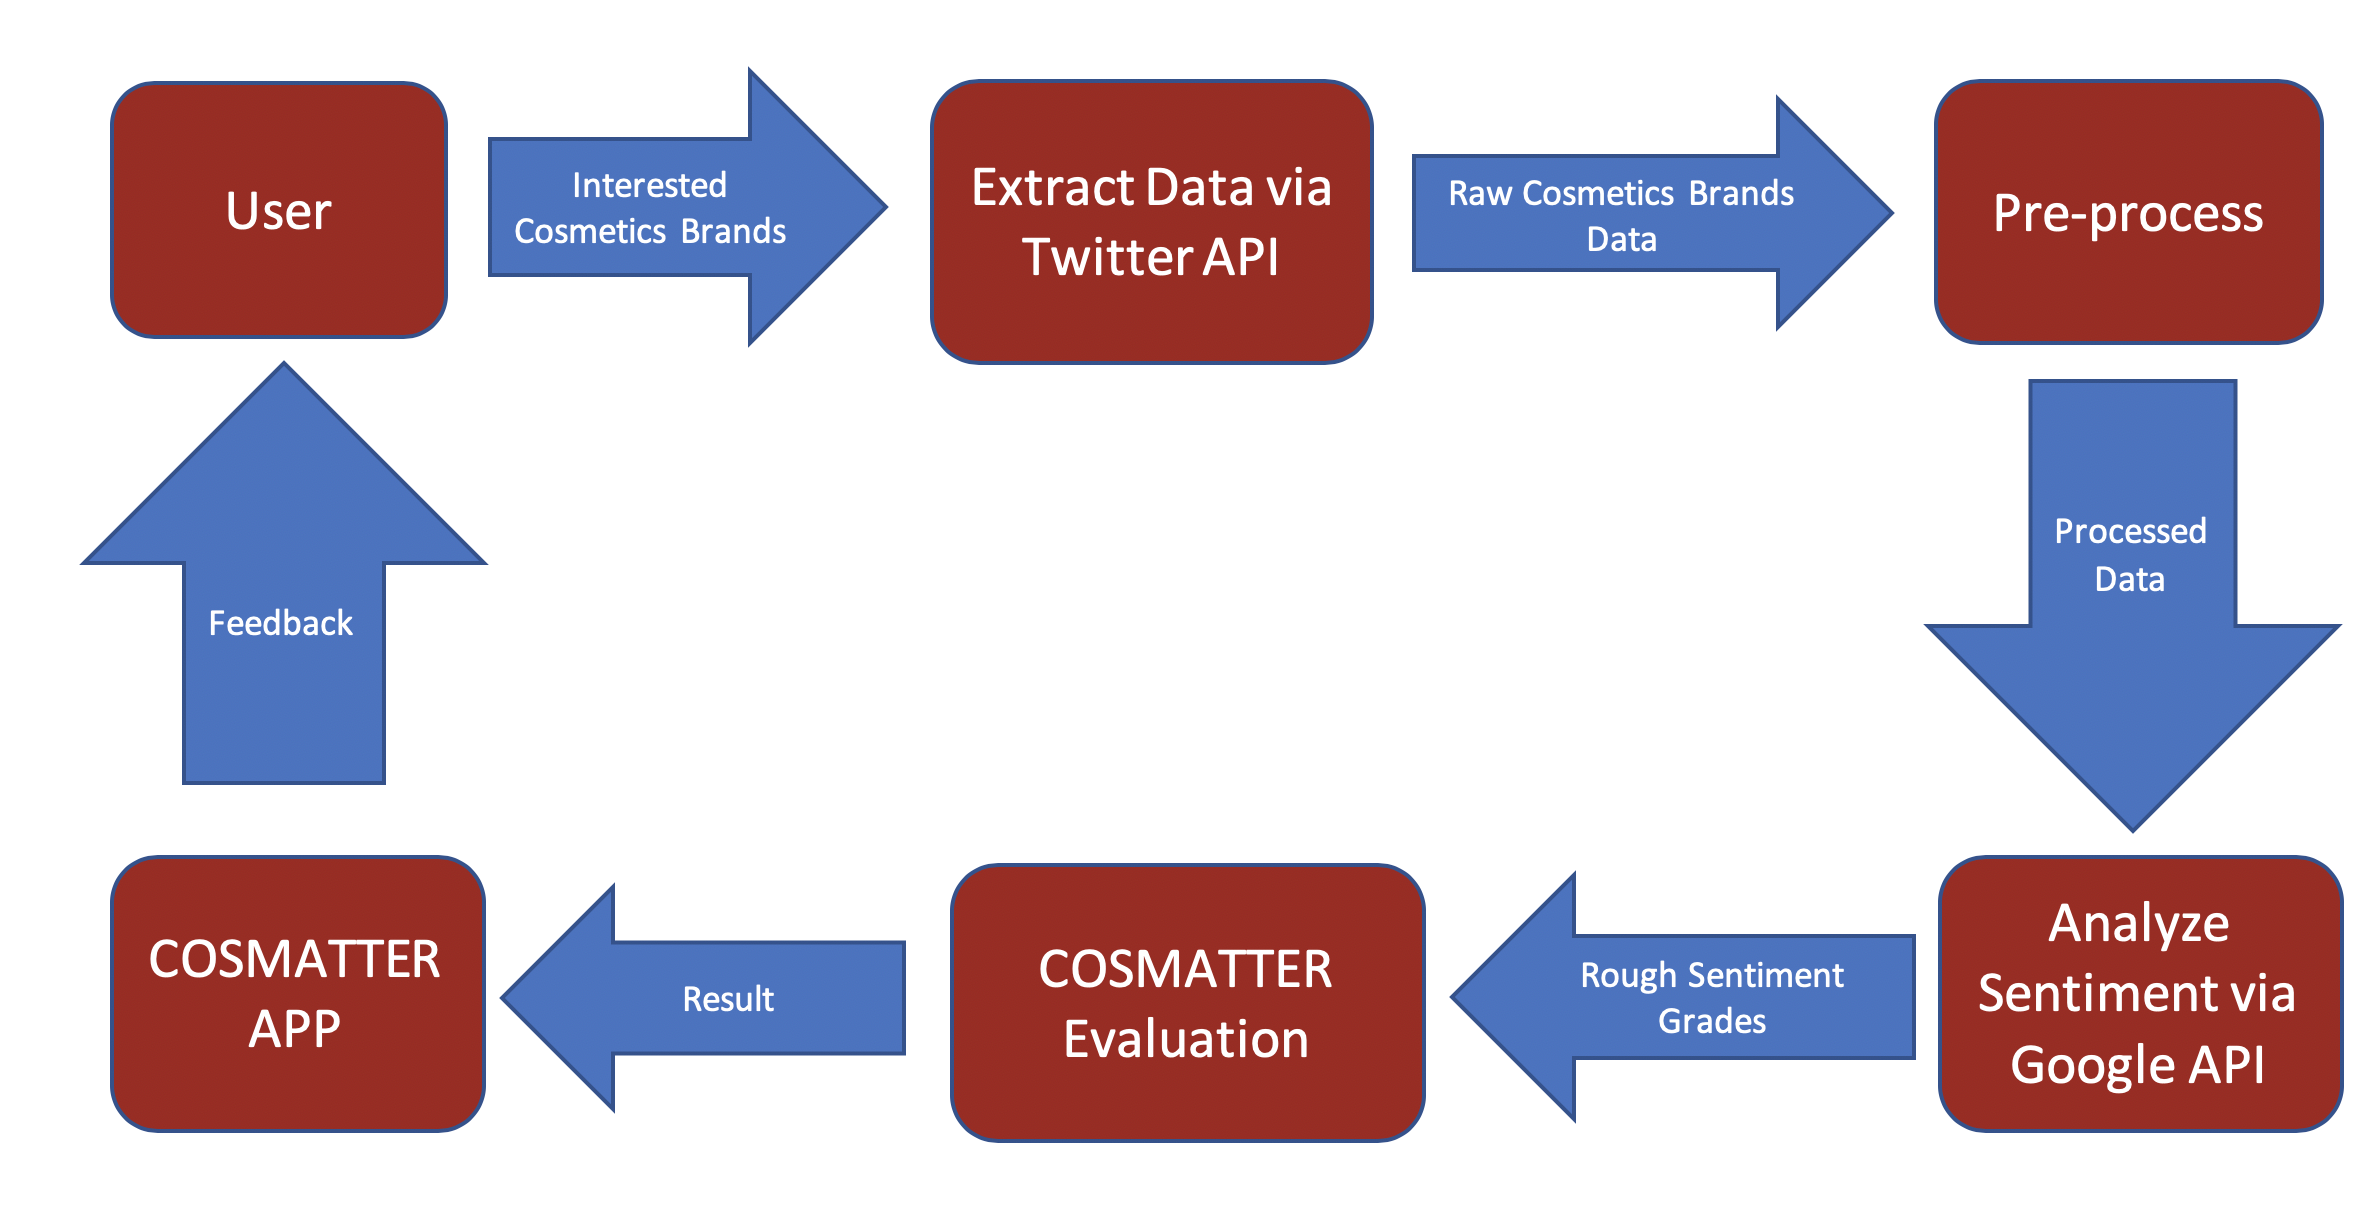 User
Interested
Cosmetics Brands
Extract Data via
Twitter API
Raw Cosmetics Brands
Data
Pre-process
Processed
Data
Analyze
Sentiment via
Google API
Rough Sentiment
Grades
COSMATTER
Evaluation
Result
COSMATTER
APP
Feedback